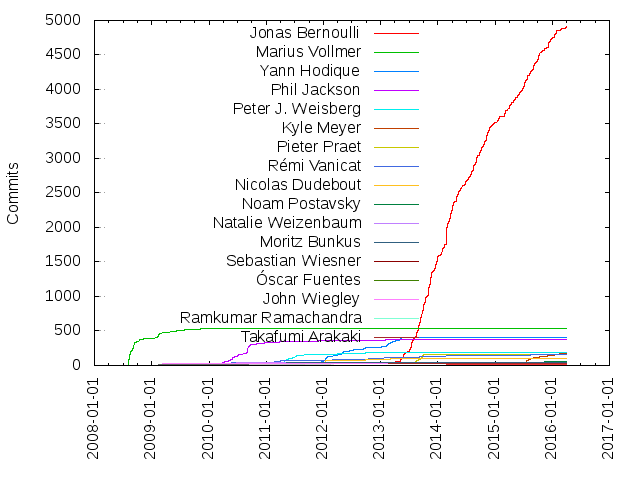 5000
4500
4000
3500
3000
2500
2000
1500
1000
500
0
Commits
Jonas Bernoulli
Marius Vollmer
Yann Hodique
Phil Jackson
Peter J. Weisberg
Kyle Meyer
Pieter Praet
Rémi Vanicat
Nicolas Dudebout
Noam Postavsky
Natalie Weizenbaum
Moritz Bunkus
Sebastian Wiesner
Óscar Fuentes
John Wiegley
Ramkumar Ramachandra
Takafumi Arakaki
2008-01-01
2009-01-01
2010-01-01
2011-01-01
2012-01-01
2013-01-01
2014-01-01
2015-01-01
2016-01-01
2017-01-01